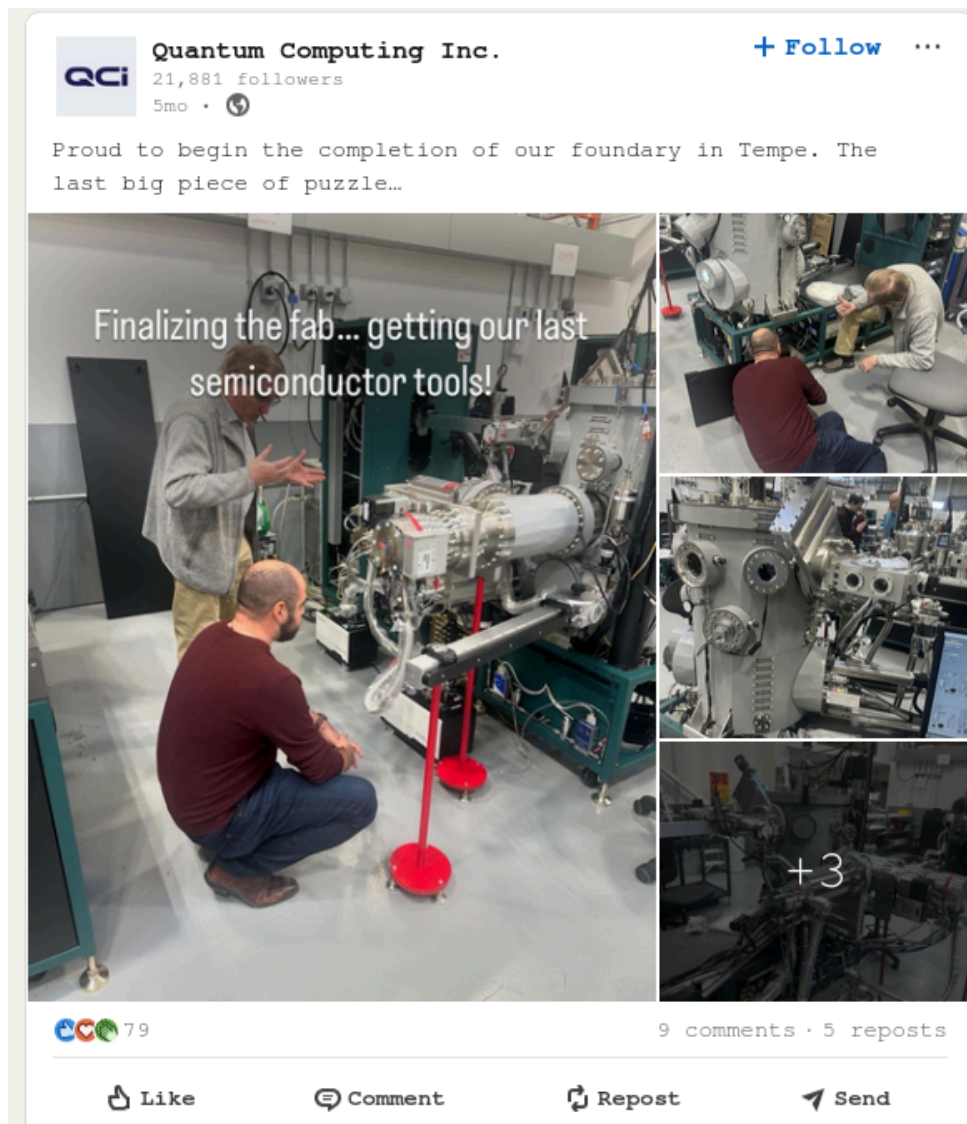 QCi
Quantum Computing Inc.
21,881 followers
5mo •
+ Follow
...
Proud to begin the completion of our foundary in Tempe. The
last big piece of puzzle…
Finalizing the fab... getting our last
semiconductor tools!
+3
79
9 comments · 5 reposts
Like
Comment
Repost
Send